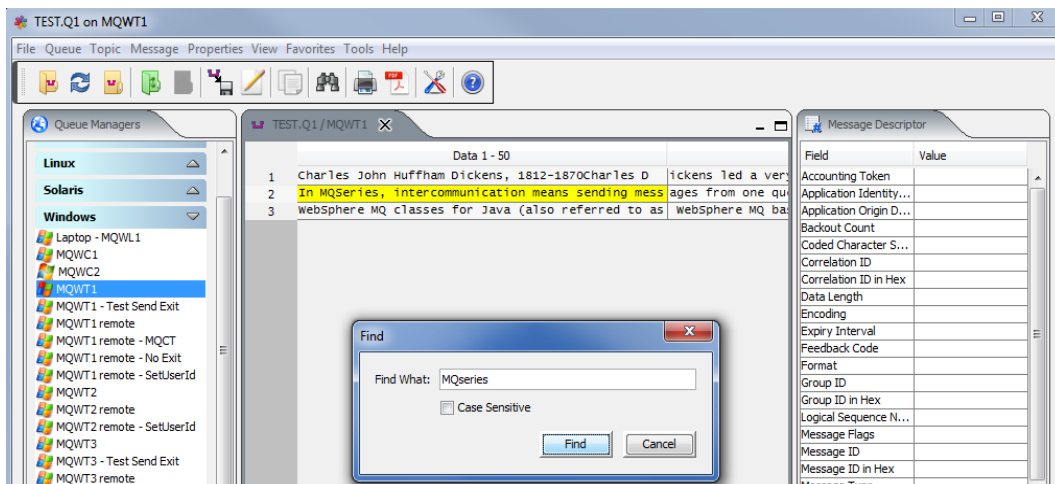 TEST.Q1 on MQWT1
File Queue Topic Message Properties View Favorites Tools Help
PDF
Queue Managers
Linux
Solaris
Windows
Laptop - MQWL1
MQWC1
MQWC2
MQWT1
MQWT1 - Test Send Exit
MQWT1 remote
MQWT1 remote - MQCT
MQWT1 remote - No Exit
MQWT1 remote - SetUserId
MQWT2
MQWT2 remote
MQWT2 remote - SetUserId
MQWT3
MQWT3 - Test Send Exit
MQWT3 remote
TEST.Q1 / MQWT1
Data 1 - 50
1 Charles John Huffham Dickens, 1812-1870Charles D ickens led a very
2 In MQSeries, intercommunication means sending mess ages from one que
3 WebSphere MQ classes for Java (also referred to as WebSphere MQ bas
Find
Find What: MQseries
Case Sensitive
Find Cancel
Message Descriptor
Field Value
Accounting Token
Application Identity...
Application Origin D...
Backout Count
Coded Character S...
Correlation ID
Correlation ID in Hex
Data Length
Encoding
Expiry Interval
Feedback Code
Format
Group ID
Group ID in Hex
Logical Sequence N...
Message Flags
Message ID
Message ID in Hex
Message Type